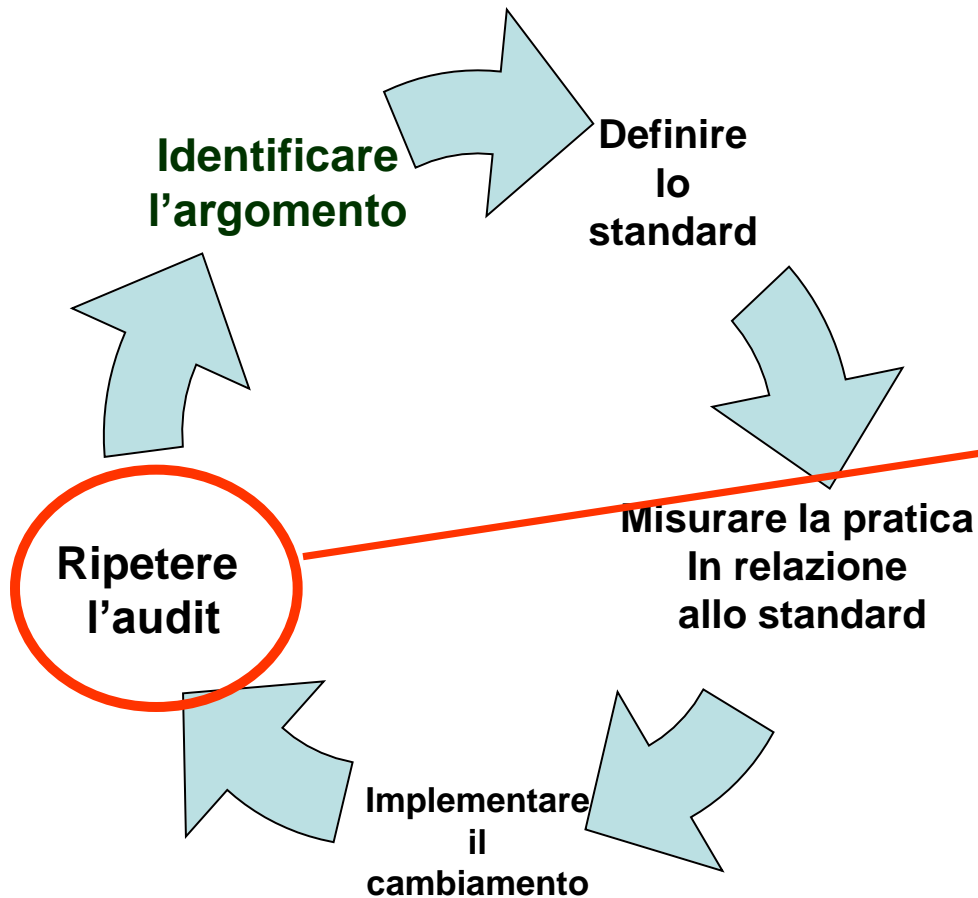 Identificare
l’argomento
Definire
lo
standard
Misurare la pratica
In relazione
allo standard
Implementare
il
cambiamento
Ripetere
l’audit